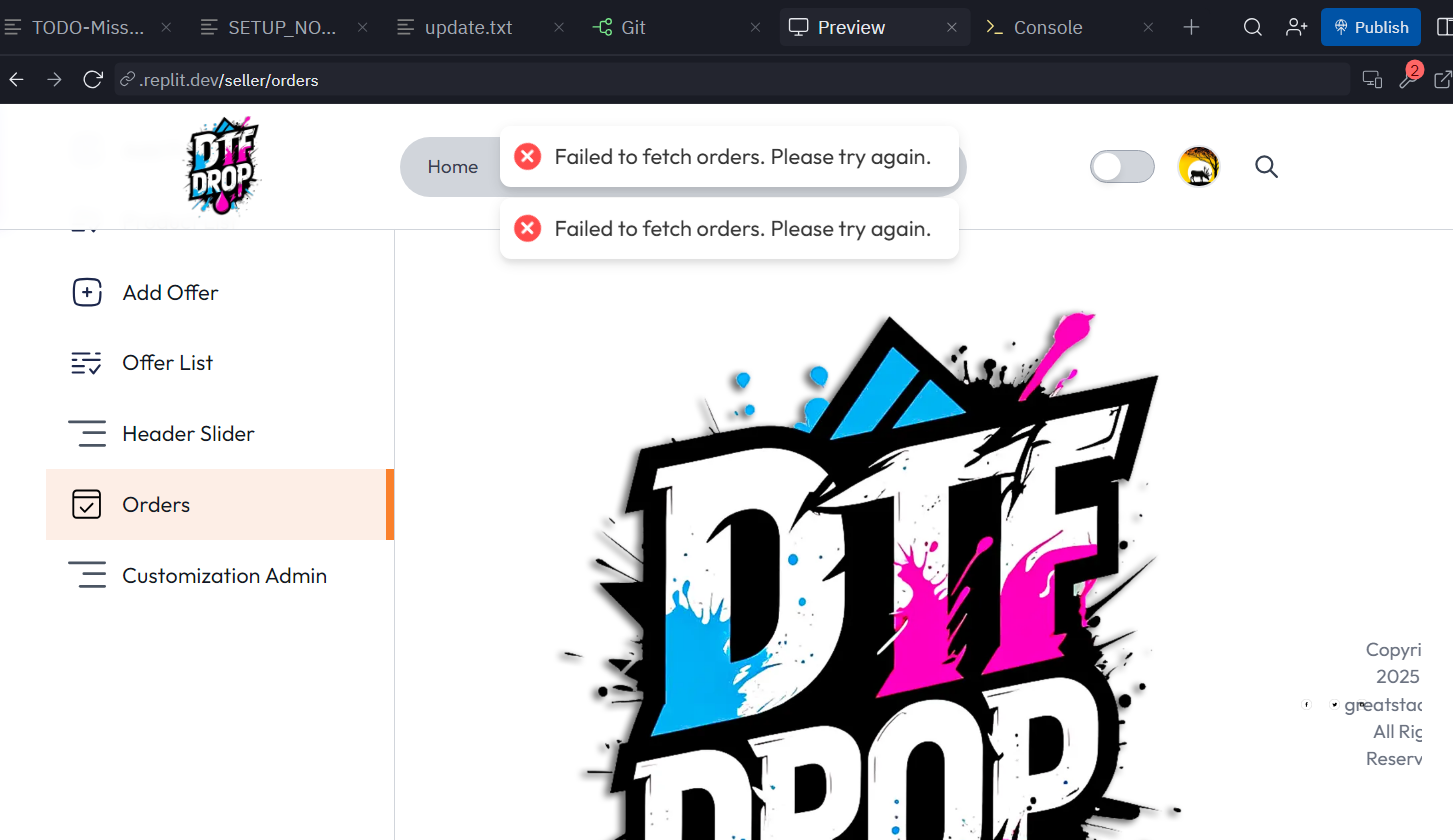 TODO-Miss...
SETUP_NO...
update.txt
Git
Preview
Console
Publish
.replit.dev/seller/orders
2
DTF
DROP
Home
Failed to fetch orders. Please try again.
Failed to fetch orders. Please try again.
Add Offer
Offer List
Header Slider
Orders
Customization Admin
DTF
DROP
Copyri
2025
greatstac
All Rig
Reserv